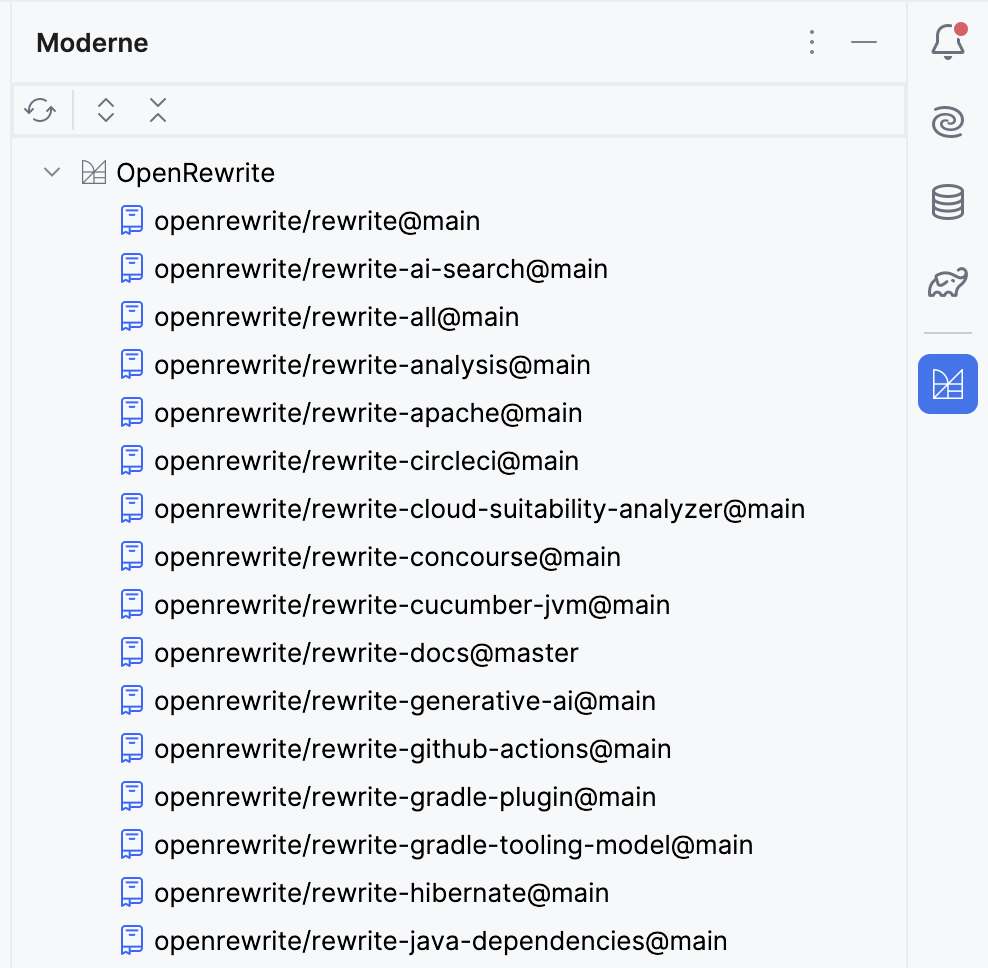 Moderne
OpenRewrite
openrewrite/rewrite@main
openrewrite/rewrite-ai-search@main
openrewrite/rewrite-all@main
openrewrite/rewrite-analysis@main
openrewrite/rewrite-apache@main
openrewrite/rewrite-circleci@main
openrewrite/rewrite-cloud-suitability-analyzer@main
openrewrite/rewrite-concourse@main
openrewrite/rewrite-cucumber-jvm@main
openrewrite/rewrite-docs@master
openrewrite/rewrite-generative-ai@main
openrewrite/rewrite-github-actions@main
openrewrite/rewrite-gradle-plugin@main
openrewrite/rewrite-gradle-tooling-model@main
openrewrite/rewrite-hibernate@main
openrewrite/rewrite-java-dependencies@main